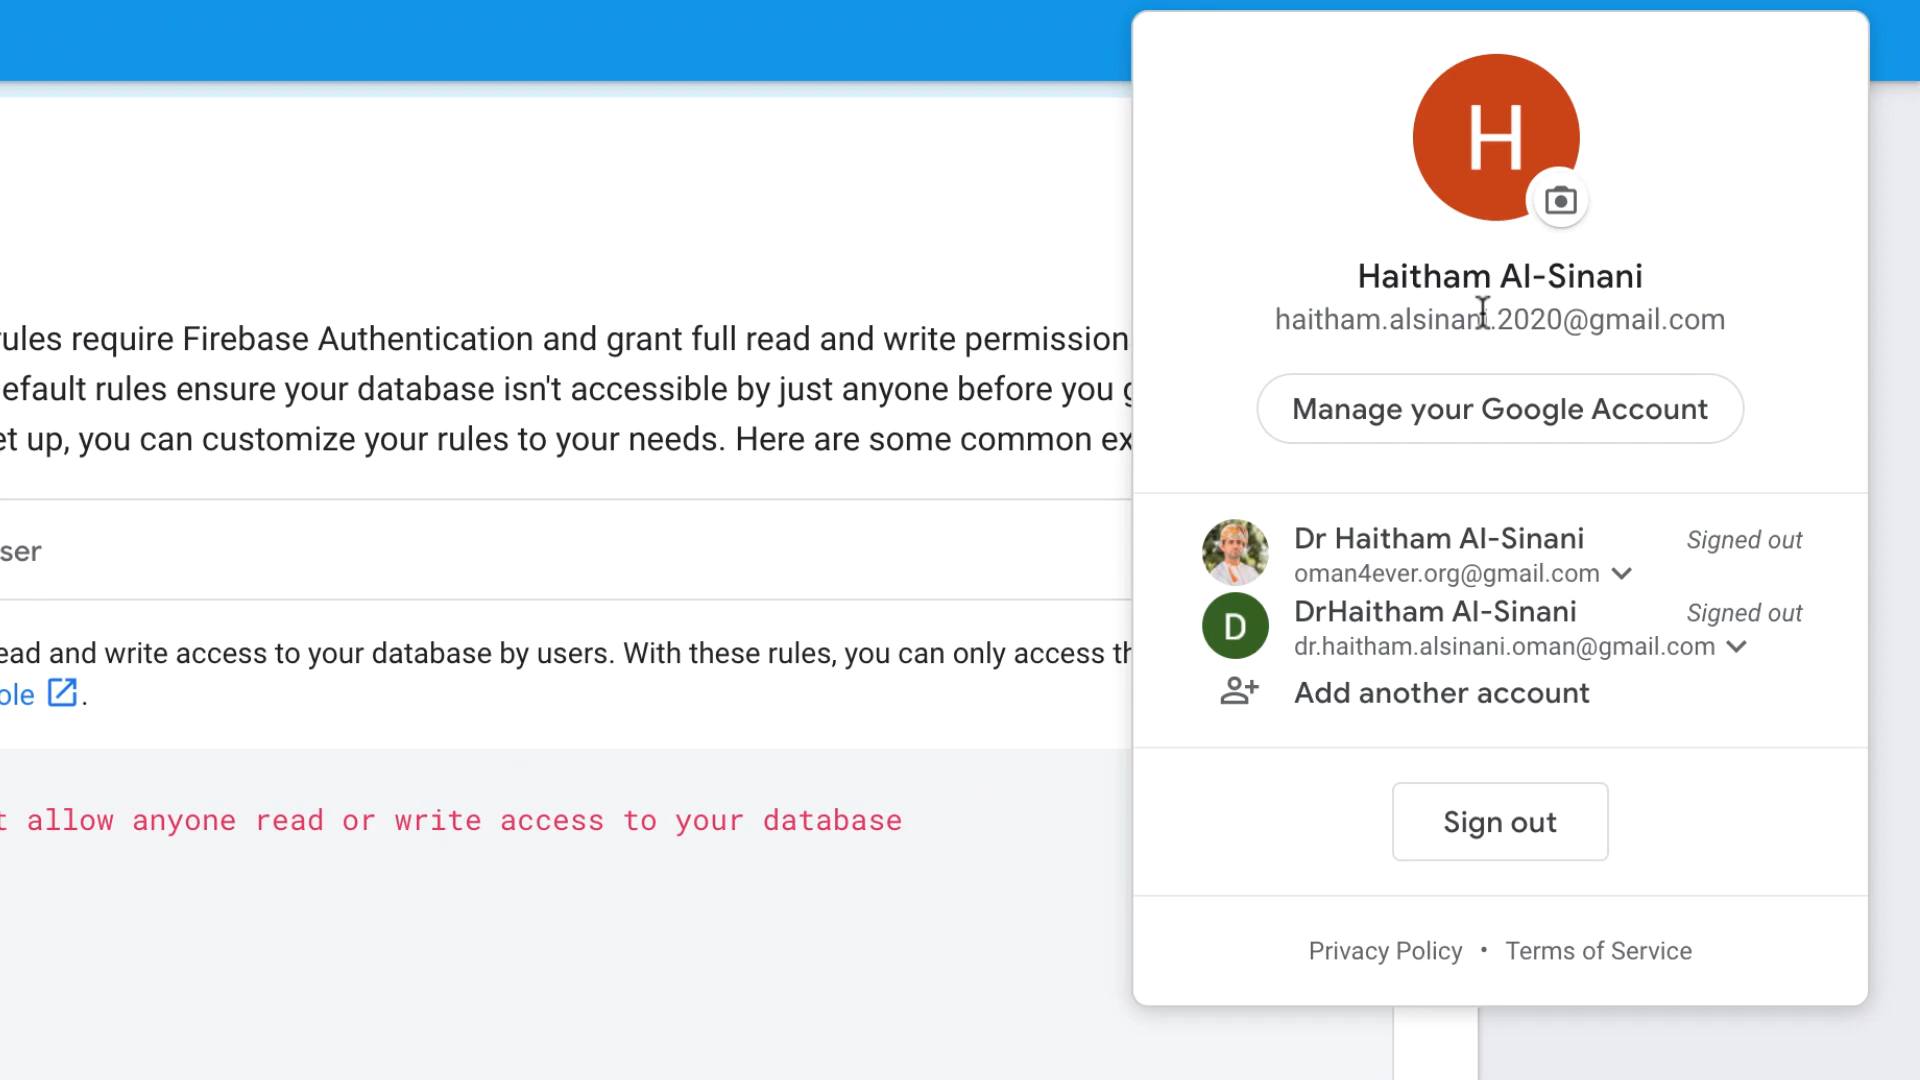 H
Haitham Al-Sinani
haitham.alsinani.2020@gmail.com
Manage your Google Account
rules require Firebase Authentication and grant full read and write permission
efault rules ensure your database isn't accessible by just anyone before you g
et up, you can customize your rules to your needs. Here are some common ex
ser
ead and write access to your database by users. With these rules, you can only access th
ole .
t allow anyone read or write access to your database
Dr Haitham Al-Sinani Signed out
oman4ever.org@gmail.com
D
DrHaitham Al-Sinani Signed out
dr.haitham.alsinani.oman@gmail.com
Add another account
Sign out
Privacy Policy • Terms of Service